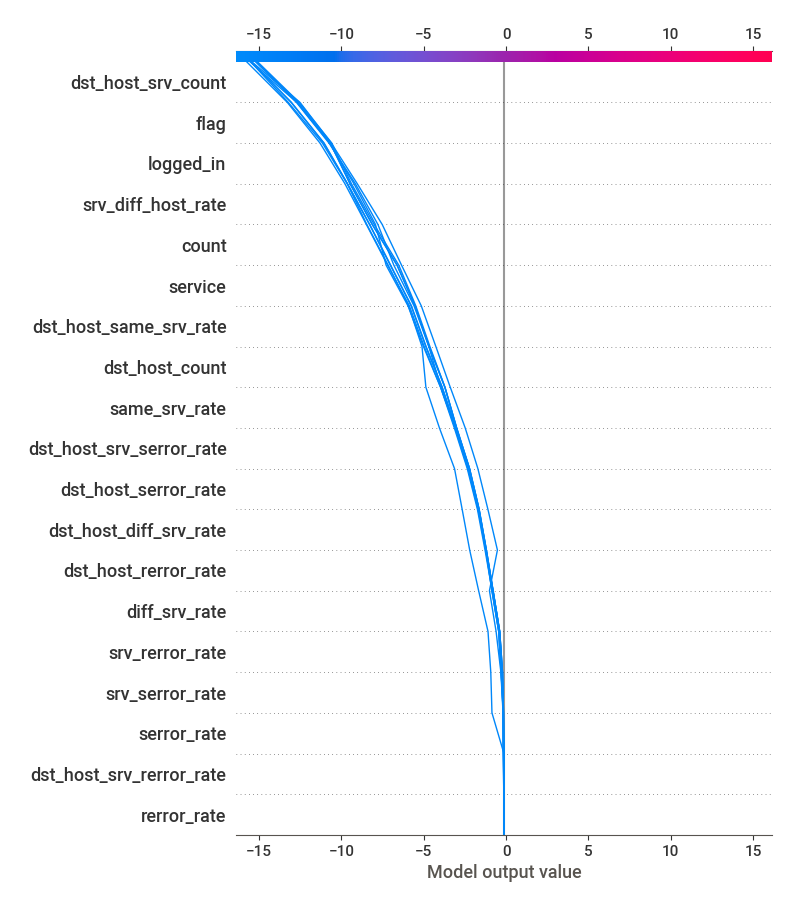 −15 −10 −5 0 5 10 15
dst_host_srv_count
flag
logged_in
srv_diff_host_rate
count
service
dst_host_same_srv_rate
dst_host_count
same_srv_rate
dst_host_srv_serror_rate
dst_host_serror_rate
dst_host_diff_srv_rate
dst_host_rerror_rate
diff_srv_rate
srv_rerror_rate
srv_serror_rate
serror_rate
dst_host_srv_rerror_rate
rerror_rate
−15 −10 −5 0 5 10 15
Model output value